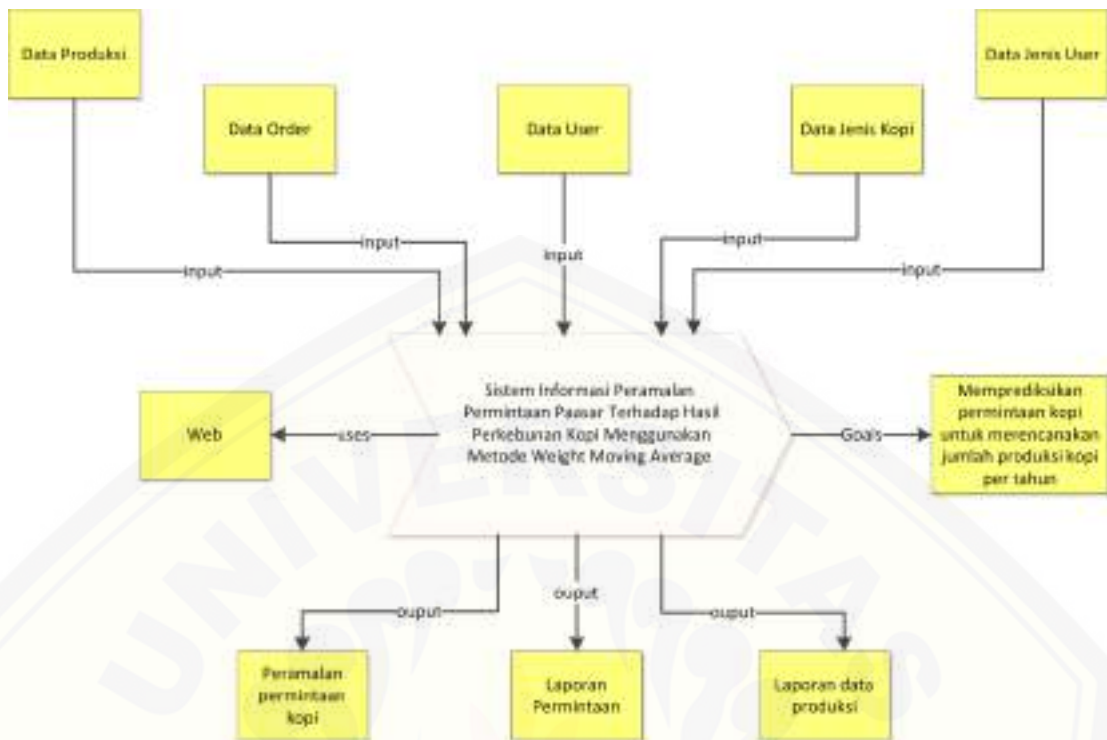 Data Produksi
Data Jenis User
Data Order
Data User
Data Jenis Kopi
input
input
input
input
input
Sistem Informasi Peramalan
Permintaan Paasar Terhadap Hasil
Perkebunan Kopi Menggunakan
Metode Weight Moving Average
Web
uses
Goals
Memprediksikan
permintaan kopi
untuk merencanakan
jumlah produksi kopi
per tahun
ouput
ouput
ouput
Peramalan
permintaan
kopi
Laporan
Permintaan
Laporan data
produksi
UNIVERSITAS